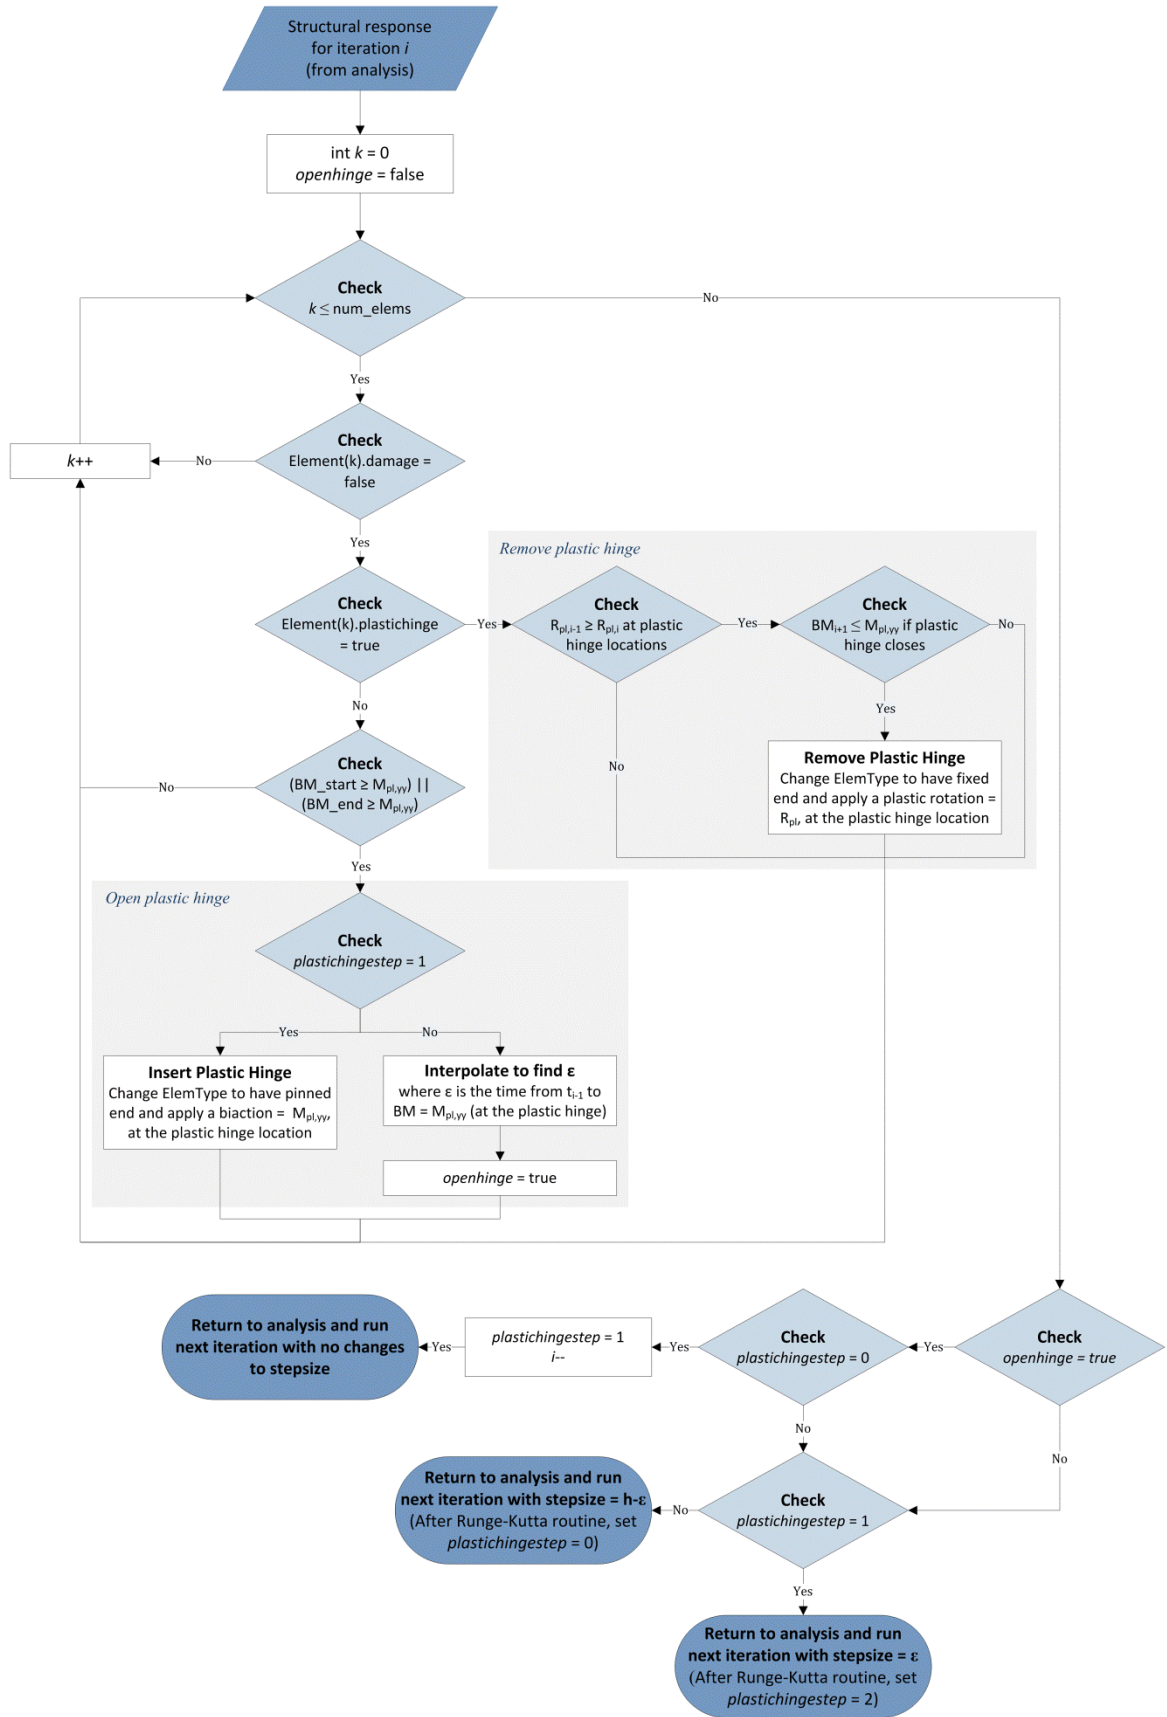 Structural response
for iteration i
(from analysis)
int k = 0
openhinge = false
Check
k ≤ num_elems
No
Yes
Check
Element(k).damage =
false
No
k++
Yes
Remove plastic hinge
Check
Element(k).plastichinge
= true
Yes
Check
Rpl,i-1 ≥ Rpl,i at plastic
hinge locations
Yes
Check
BMi+1 ≤ Mpl,yy if plastic
hinge closes
No
No
Yes
No
Remove Plastic Hinge
Change ElemType to have fixed
end and apply a plastic rotation =
Rpl, at the plastic hinge location
Check
(BM_start ≥ Mpl,yy) ||
(BM_end ≥ Mpl,yy)
No
Yes
Open plastic hinge
Check
plastichingestep = 1
Yes
No
Insert Plastic Hinge
Change ElemType to have pinned
end and apply a biaction = Mpl,yy,
at the plastic hinge location
Interpolate to find ε
where ε is the time from ti-1 to
BM = Mpl,yy (at the plastic hinge)
openhinge = true
Check
openhinge = true
Yes
Check
plastichingestep = 0
Yes
plastichingestep = 1
i--
Yes
Return to analysis and run
next iteration with no changes
to stepsize
No
No
Check
plastichingestep = 1
No
Return to analysis and run
next iteration with stepsize = h-ε
(After Runge-Kutta routine, set
plastichingestep = 0)
Yes
Return to analysis and run
next iteration with stepsize = ε
(After Runge-Kutta routine, set
plastichingestep = 2)